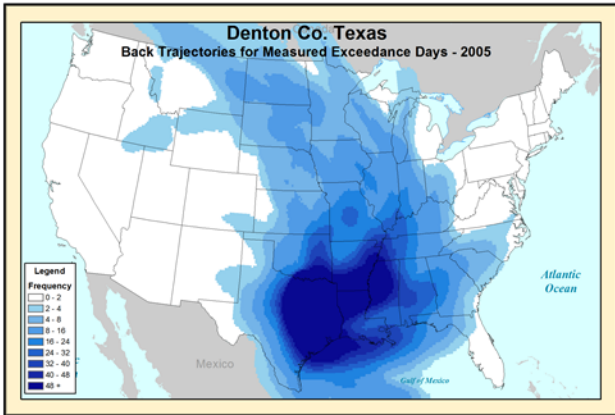 Canada
Denton Co. Texas
Back Trajectories for Measured Exceedance Days - 2005
Legend
Frequency
0 - 2
2 - 4
4 - 8
8 - 16
16 - 24
24 - 32
32 - 40
40 - 48
48 +
Atlantic
Ocean
Mexico
Gulf of Mexico